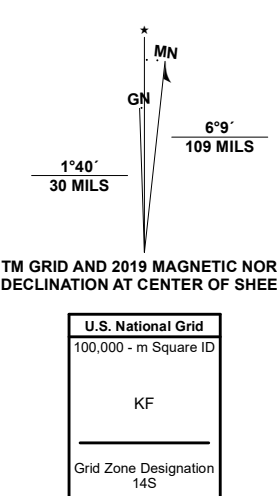 ★
MN
GN
6°9´
109 MILS
1°40´
30 MILS
TM GRID AND 2019 MAGNETIC NOR
DECLINATION AT CENTER OF SHEE
U.S. National Grid
100,000 - m Square ID
KF
Grid Zone Designation
14S